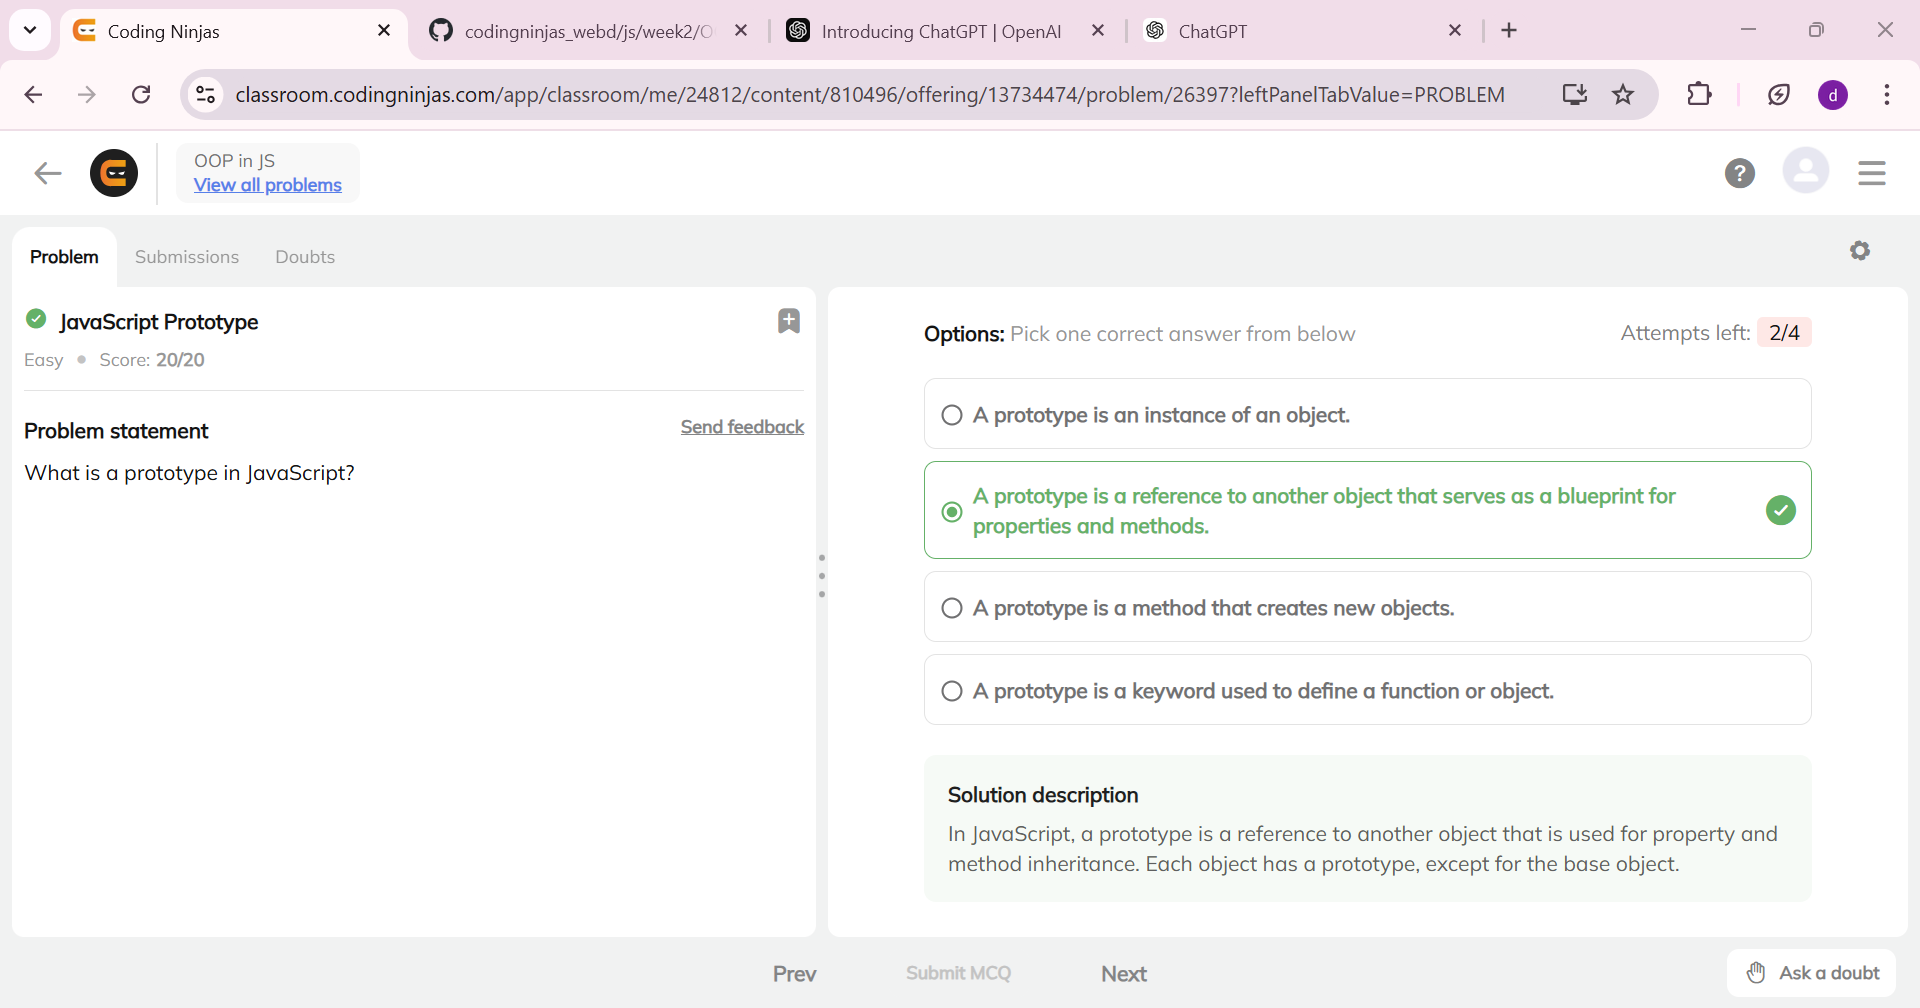 Coding Ninjas
codingninjas_webd/js/week2/O
Introducing ChatGPT | OpenAI
ChatGPT
classroom.codingninjas.com/app/classroom/me/24812/content/810496/offering/13734474/problem/26397?leftPanelTabValue=PROBLEM
d
OOP in JS
View all problems
?
Problem
Submissions
Doubts
JavaScript Prototype
Easy
Score: 20/20
Problem statement
Send feedback
What is a prototype in JavaScript?
Options: Pick one correct answer from below
Attempts left: 2/4
A prototype is an instance of an object.
A prototype is a reference to another object that serves as a blueprint for
properties and methods.
A prototype is a method that creates new objects.
A prototype is a keyword used to define a function or object.
Solution description
In JavaScript, a prototype is a reference to another object that is used for property and
method inheritance. Each object has a prototype, except for the base object.
Prev
Submit MCQ
Next
Ask a doubt